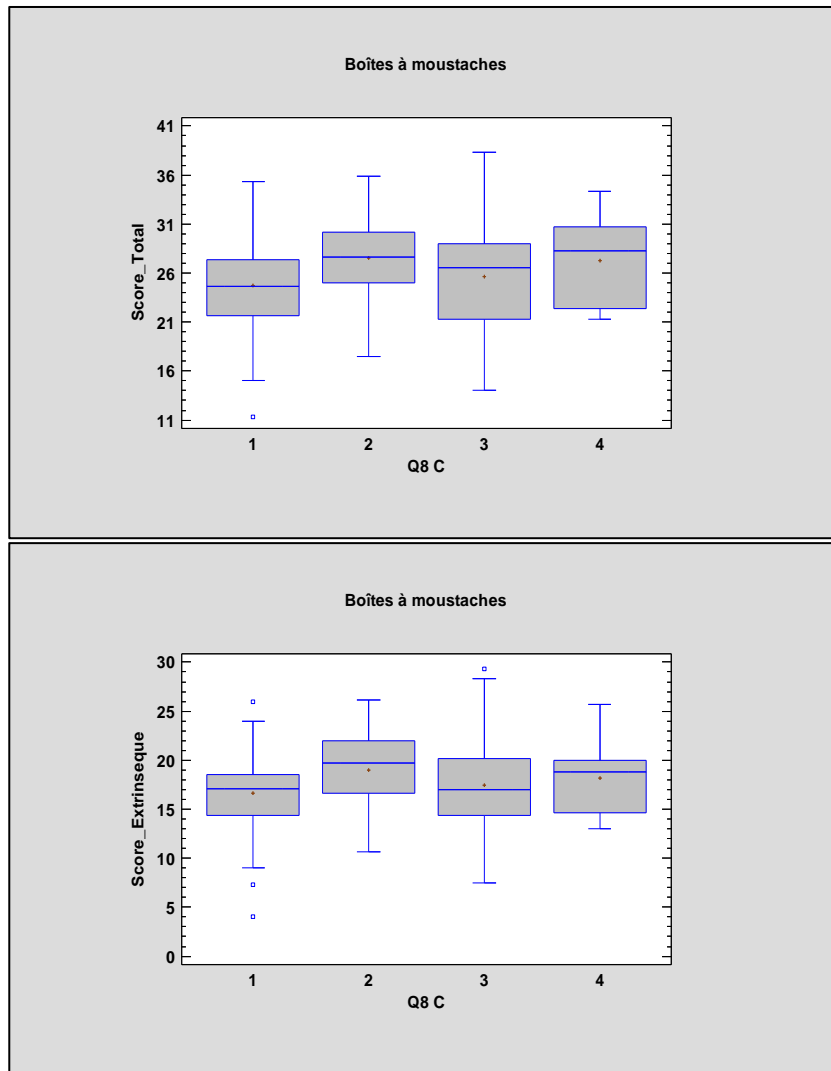 Boîtes à moustaches
41
36
31
26
21
16
11
Score_Total
1 2 3 4
Q8 C
Boîtes à moustaches
30
25
20
15
10
5
0
Score_Extrinseque
1 2 3 4
Q8 C